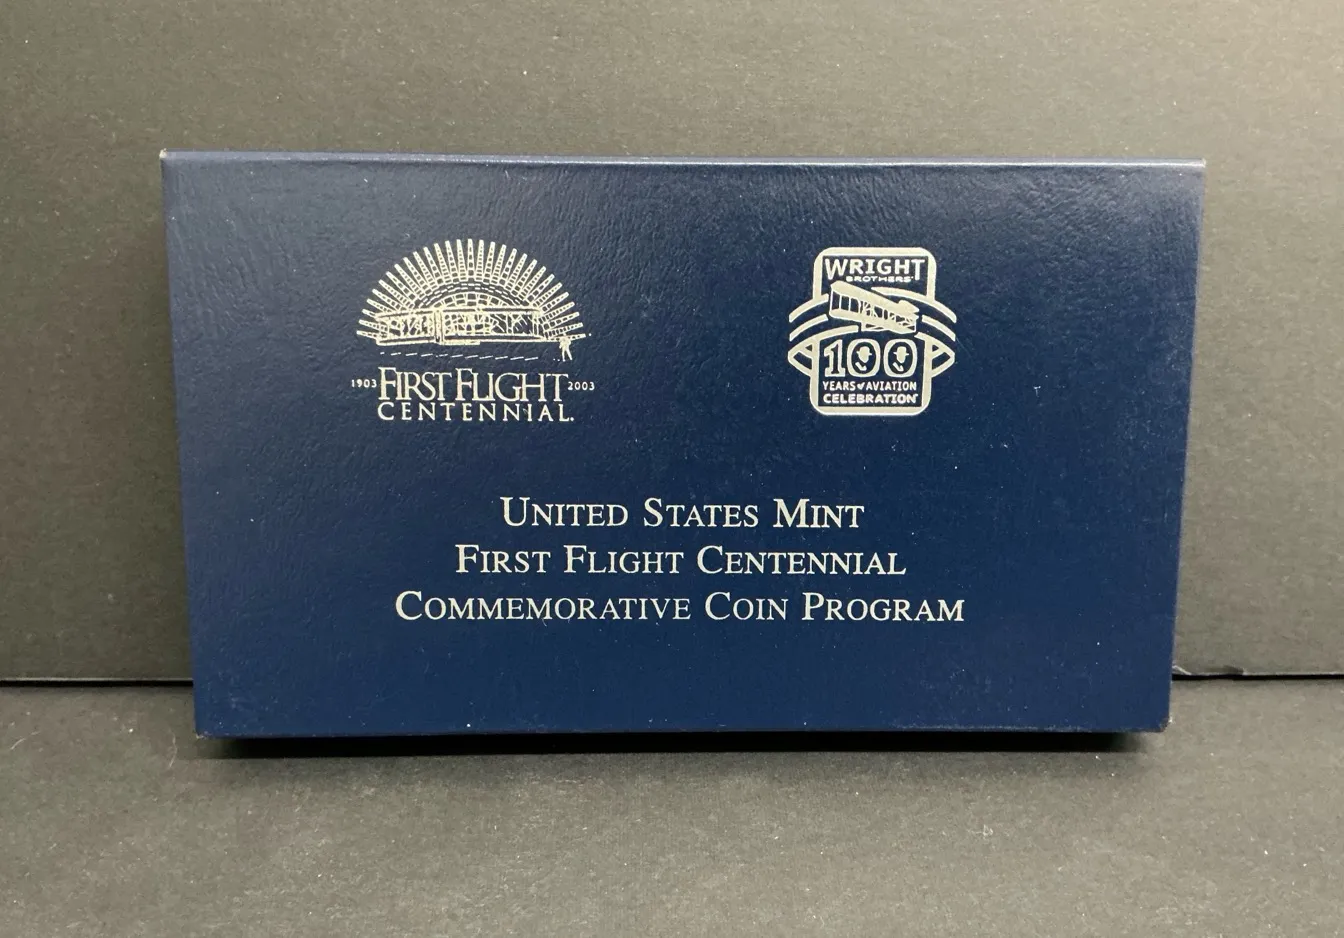 1903 FIRST FLIGHT 2003
CENTENNIAL.
WRIGHT
BROTHERS
100
YEARS of AVIATION
CELEBRATION
UNITED STATES MINT
FIRST FLIGHT CENTENNIAL
COMMEMORATIVE COIN PROGRAM